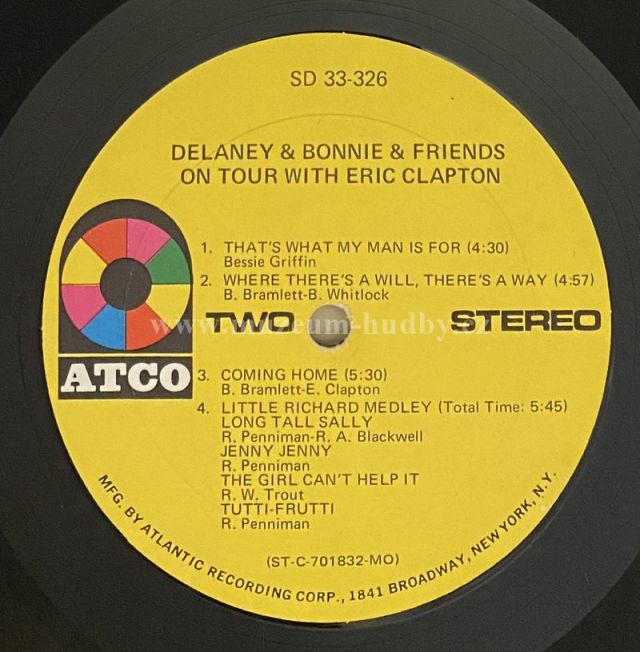 SD 33-326
DELANEY & BONNIE & FRIENDS
ON TOUR WITH ERIC CLAPTON
1. THAT'S WHAT MY MAN IS FOR (4:30)
Bessie Griffin
2. WHERE THERE'S A WILL, THERE'S A WAY (4:57)
B. Bramlett-B. Whitlock
TWO
STEREO
ATCO
3. COMING HOME (5:30)
B. Bramlett-E. Clapton
4. LITTLE RICHARD MEDLEY (Total Time: 5:45)
LONG TALL SALLY
R. Penniman-R. A. Blackwell
JENNY JENNY
R. Penniman
THE GIRL CAN'T HELP IT
R. W. Trout
TUTTI-FRUTTI
R. Penniman
(ST-C-701832-MO)
MFG. BY ATLANTIC RECORDING CORP., 1841 BROADWAY, NEW YORK, N.Y.